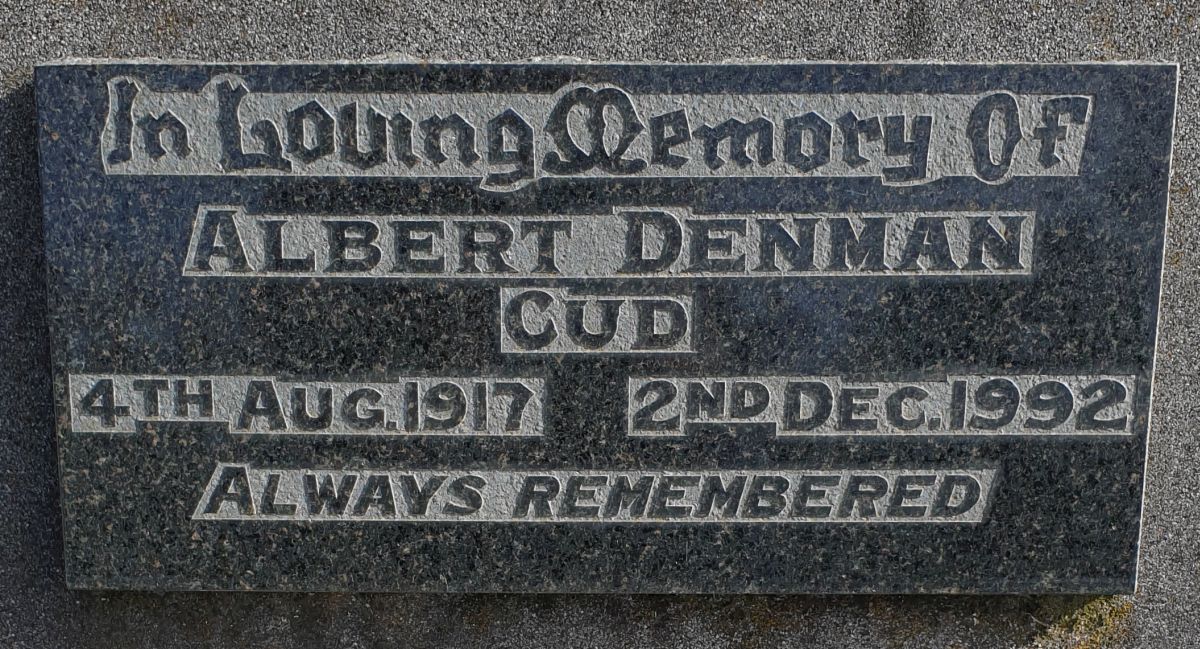 In Loving Memory Of
ALBERT DENMAN
CUD
4TH AUG.1917 2ND DEC.1992
ALWAYS REMEMBERED